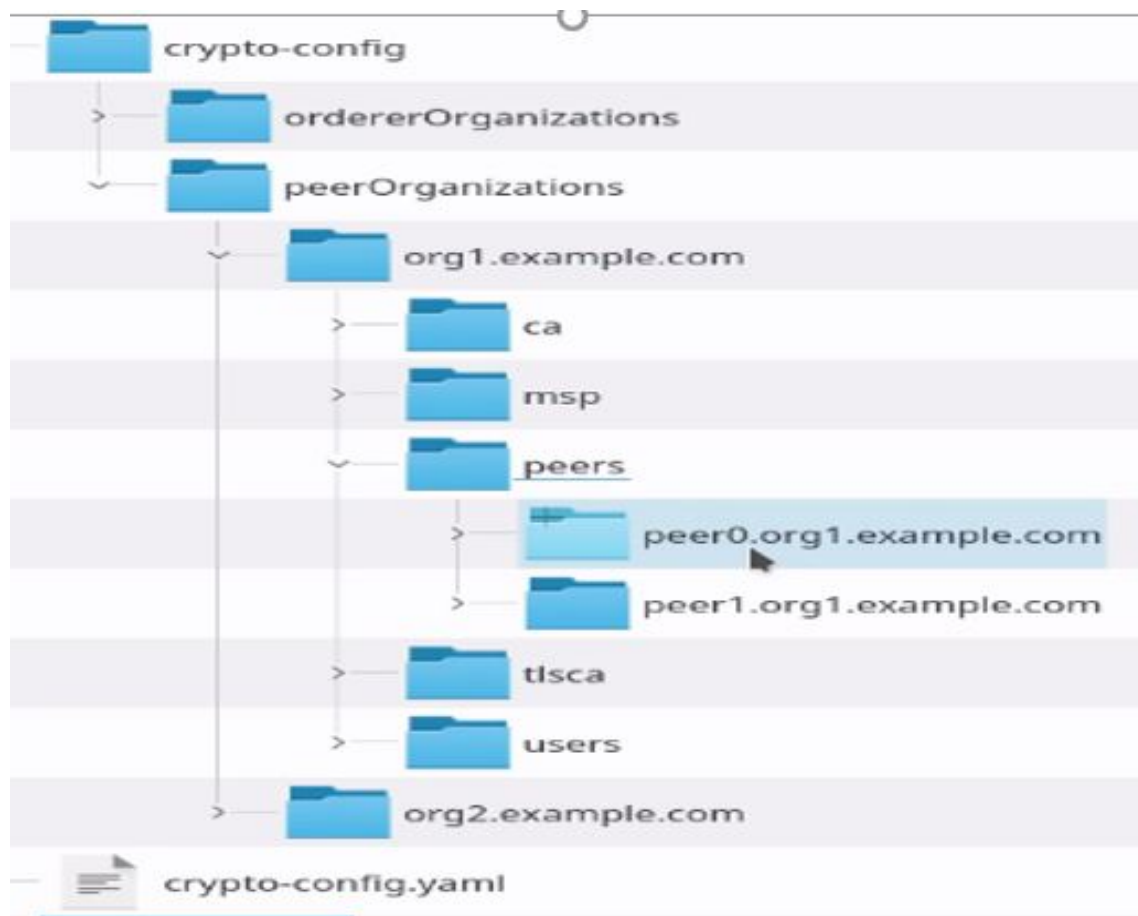 crypto-config
ordererOrganizations
peerOrganizations
org1.example.com
ca
msp
peers
peer0.org1.example.com
peer1.org1.example.com
tlsca
users
org2.example.com
crypto-config.yaml